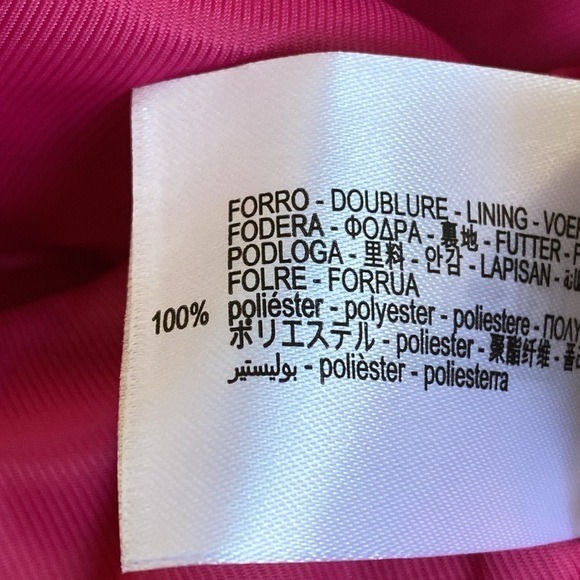 FORRO - DOUBLURE - LINING -
FODERA - ΦΟΔΡΑ - 裏地 - FUTTER -
PODLOGA - 里料 - 안감 - LAPISAN -
FOLRE - FORRUA
100% poliéster - polyester - poliestere -
ポリエステル - poliester - 聚酯纤维 -
بوليستير - polièster - poliesterra